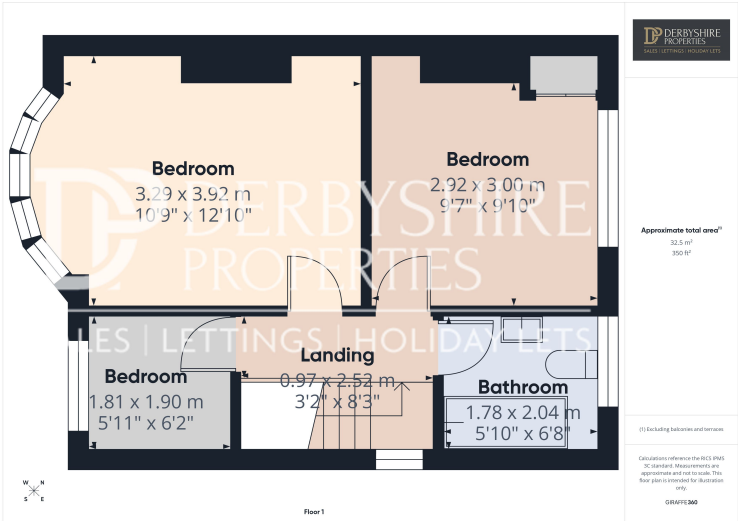 DP DERBYSHIRE
PROPERTIES
SALES | LETTINGS | HOLIDAY LETS
Bedroom
3.29 x 3.92 m
10'9" x 12'10"
Bedroom
2.92 x 3.00 m
9'7" x 9'10"
DERBYSHIRE
PROPERTIES
SALES | LETTINGS | HOLIDAY LETS
Approximate total area(1)
32.5 m²
350 ft²
Landing
0.97 x 2.52 m
3'2" x 8'3"
Bedroom
1.81 x 1.90 m
5'11" x 6'2"
Bathroom
1.78 x 2.04 m
5'10" x 6'8"
(1) Excluding balconies and terraces
Calculations reference the RICS IPMS
3C standard. Measurements are
approximate and not to scale. This
floor plan is intended for illustration
only.
GIRAFFE360
W N
S E
Floor 1